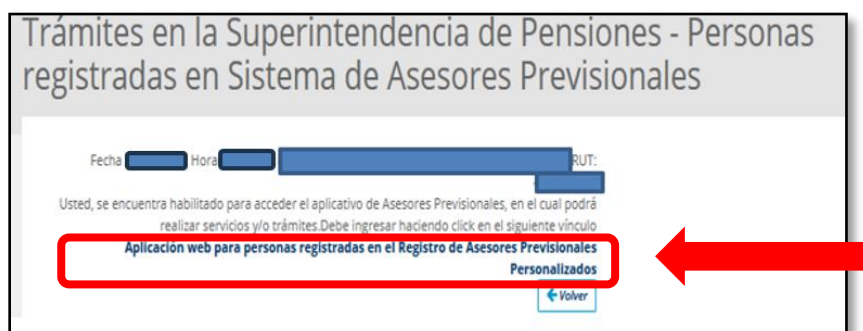 Trámites en la Superintendencia de Pensiones - Personas
registradas en Sistema de Asesores Previsionales
Fecha Hora RUT:
Usted, se encuentra habilitado para acceder el aplicativo de Asesores Previsionales, en el cual podrá
realizar servicios y/o trámites.Debe ingresar haciendo click en el siguiente vínculo
Aplicación web para personas registradas en el Registro de Asesores Previsionales
Personalizados
Volver